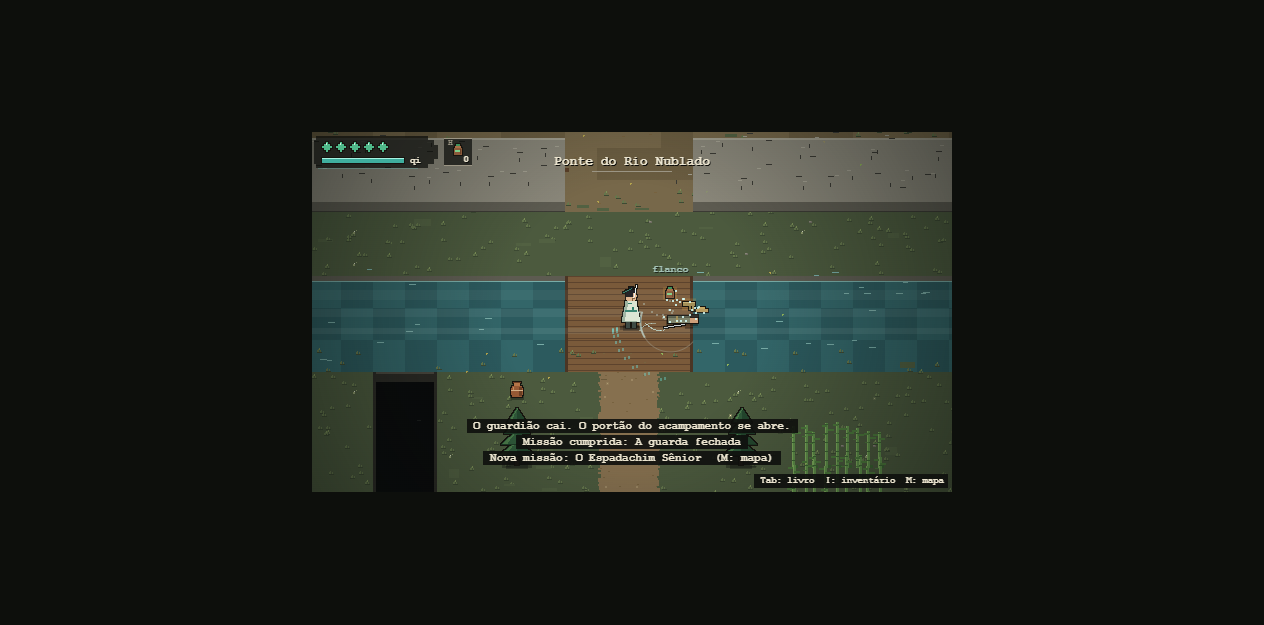 qi
0
Ponte do Rio Nublado
flanco
O guardião cai. O portão do acampamento se abre.
Missão cumprida: A guarda fechada
Nova missão: O Espadachim Sênior (M: mapa)
Tab: livro I: inventário M: mapa